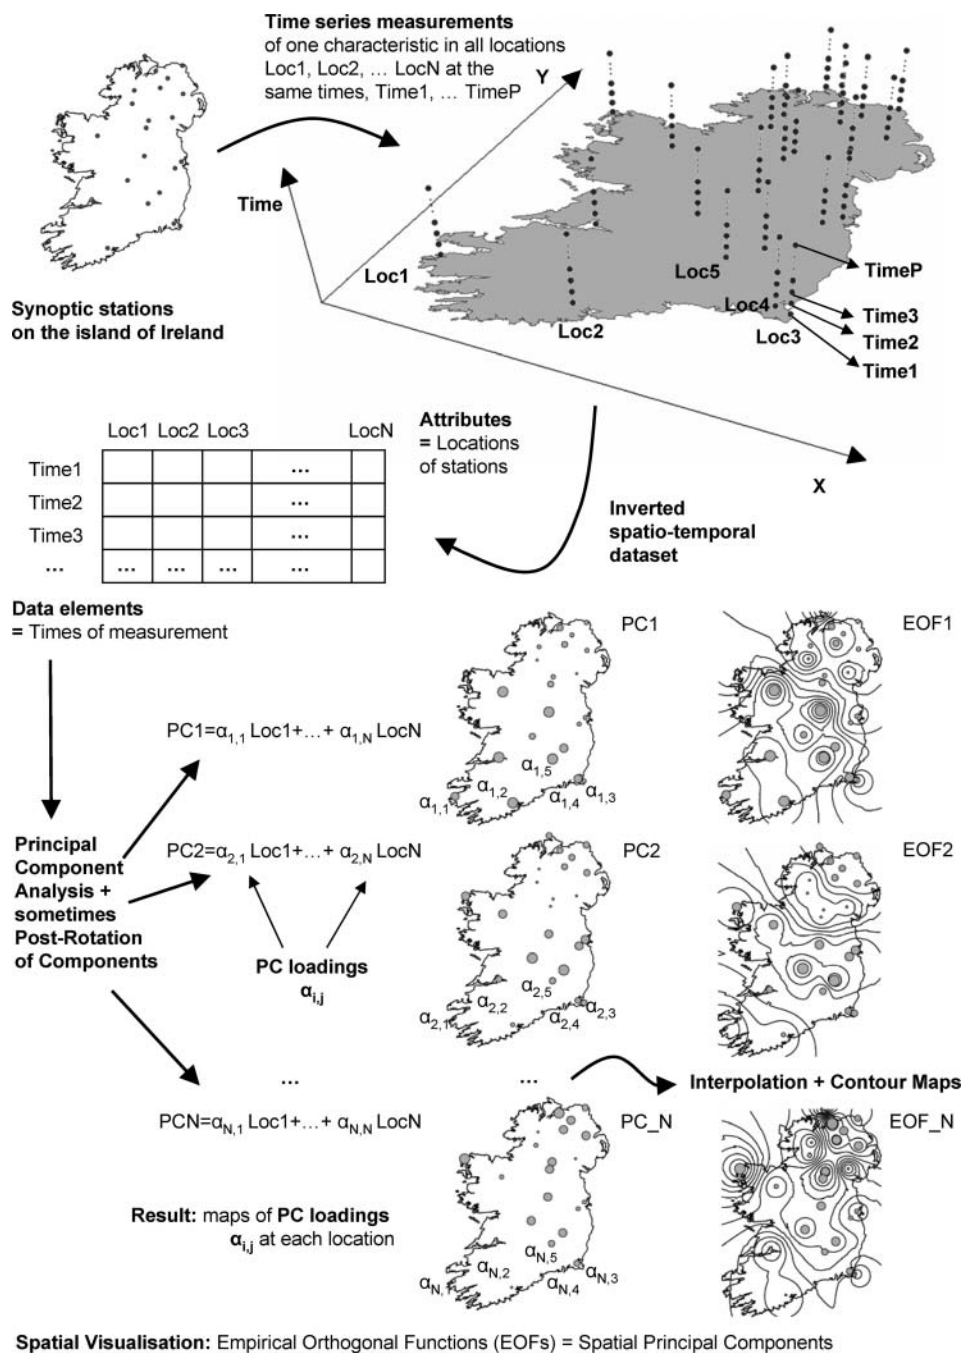 Time series measurements
of one characteristic in all locations
Loc1, Loc2, ... LocN at the
same times, Time1, ... TimeP
Y
Time
Loc1
Loc5
TimeP
Synoptic stations
on the island of Ireland
Loc4
Time3
Loc2
Loc3
Time2
Time1
X
Attributes
= Locations
of stations
Loc1 Loc2 Loc3 LocN
Time1 ...
Time2 ...
Time3 ...
... ... ... ... ...
Inverted
spatio-temporal
dataset
Data elements
= Times of measurement
PC1
EOF1
PC1=α1,1 Loc1+...+ α1,N LocN
α1,1
α1,2
α1,5
α1,4
α1,3
Principal
Component
Analysis +
sometimes
Post-Rotation
of Components
PC2=α2,1 Loc1+...+ α2,N LocN
PC2
EOF2
PC loadings
αi,j
α2,1
α2,2
α2,5
α2,4
α2,3
...
...
Interpolation + Contour Maps
PCN=αN,1 Loc1+...+ αN,N LocN
PC_N
EOF_N
Result: maps of PC loadings
αi,j at each location
αN,1
αN,2
αN,5
αN,4
αN,3
Spatial Visualisation: Empirical Orthogonal Functions (EOFs) = Spatial Principal Components